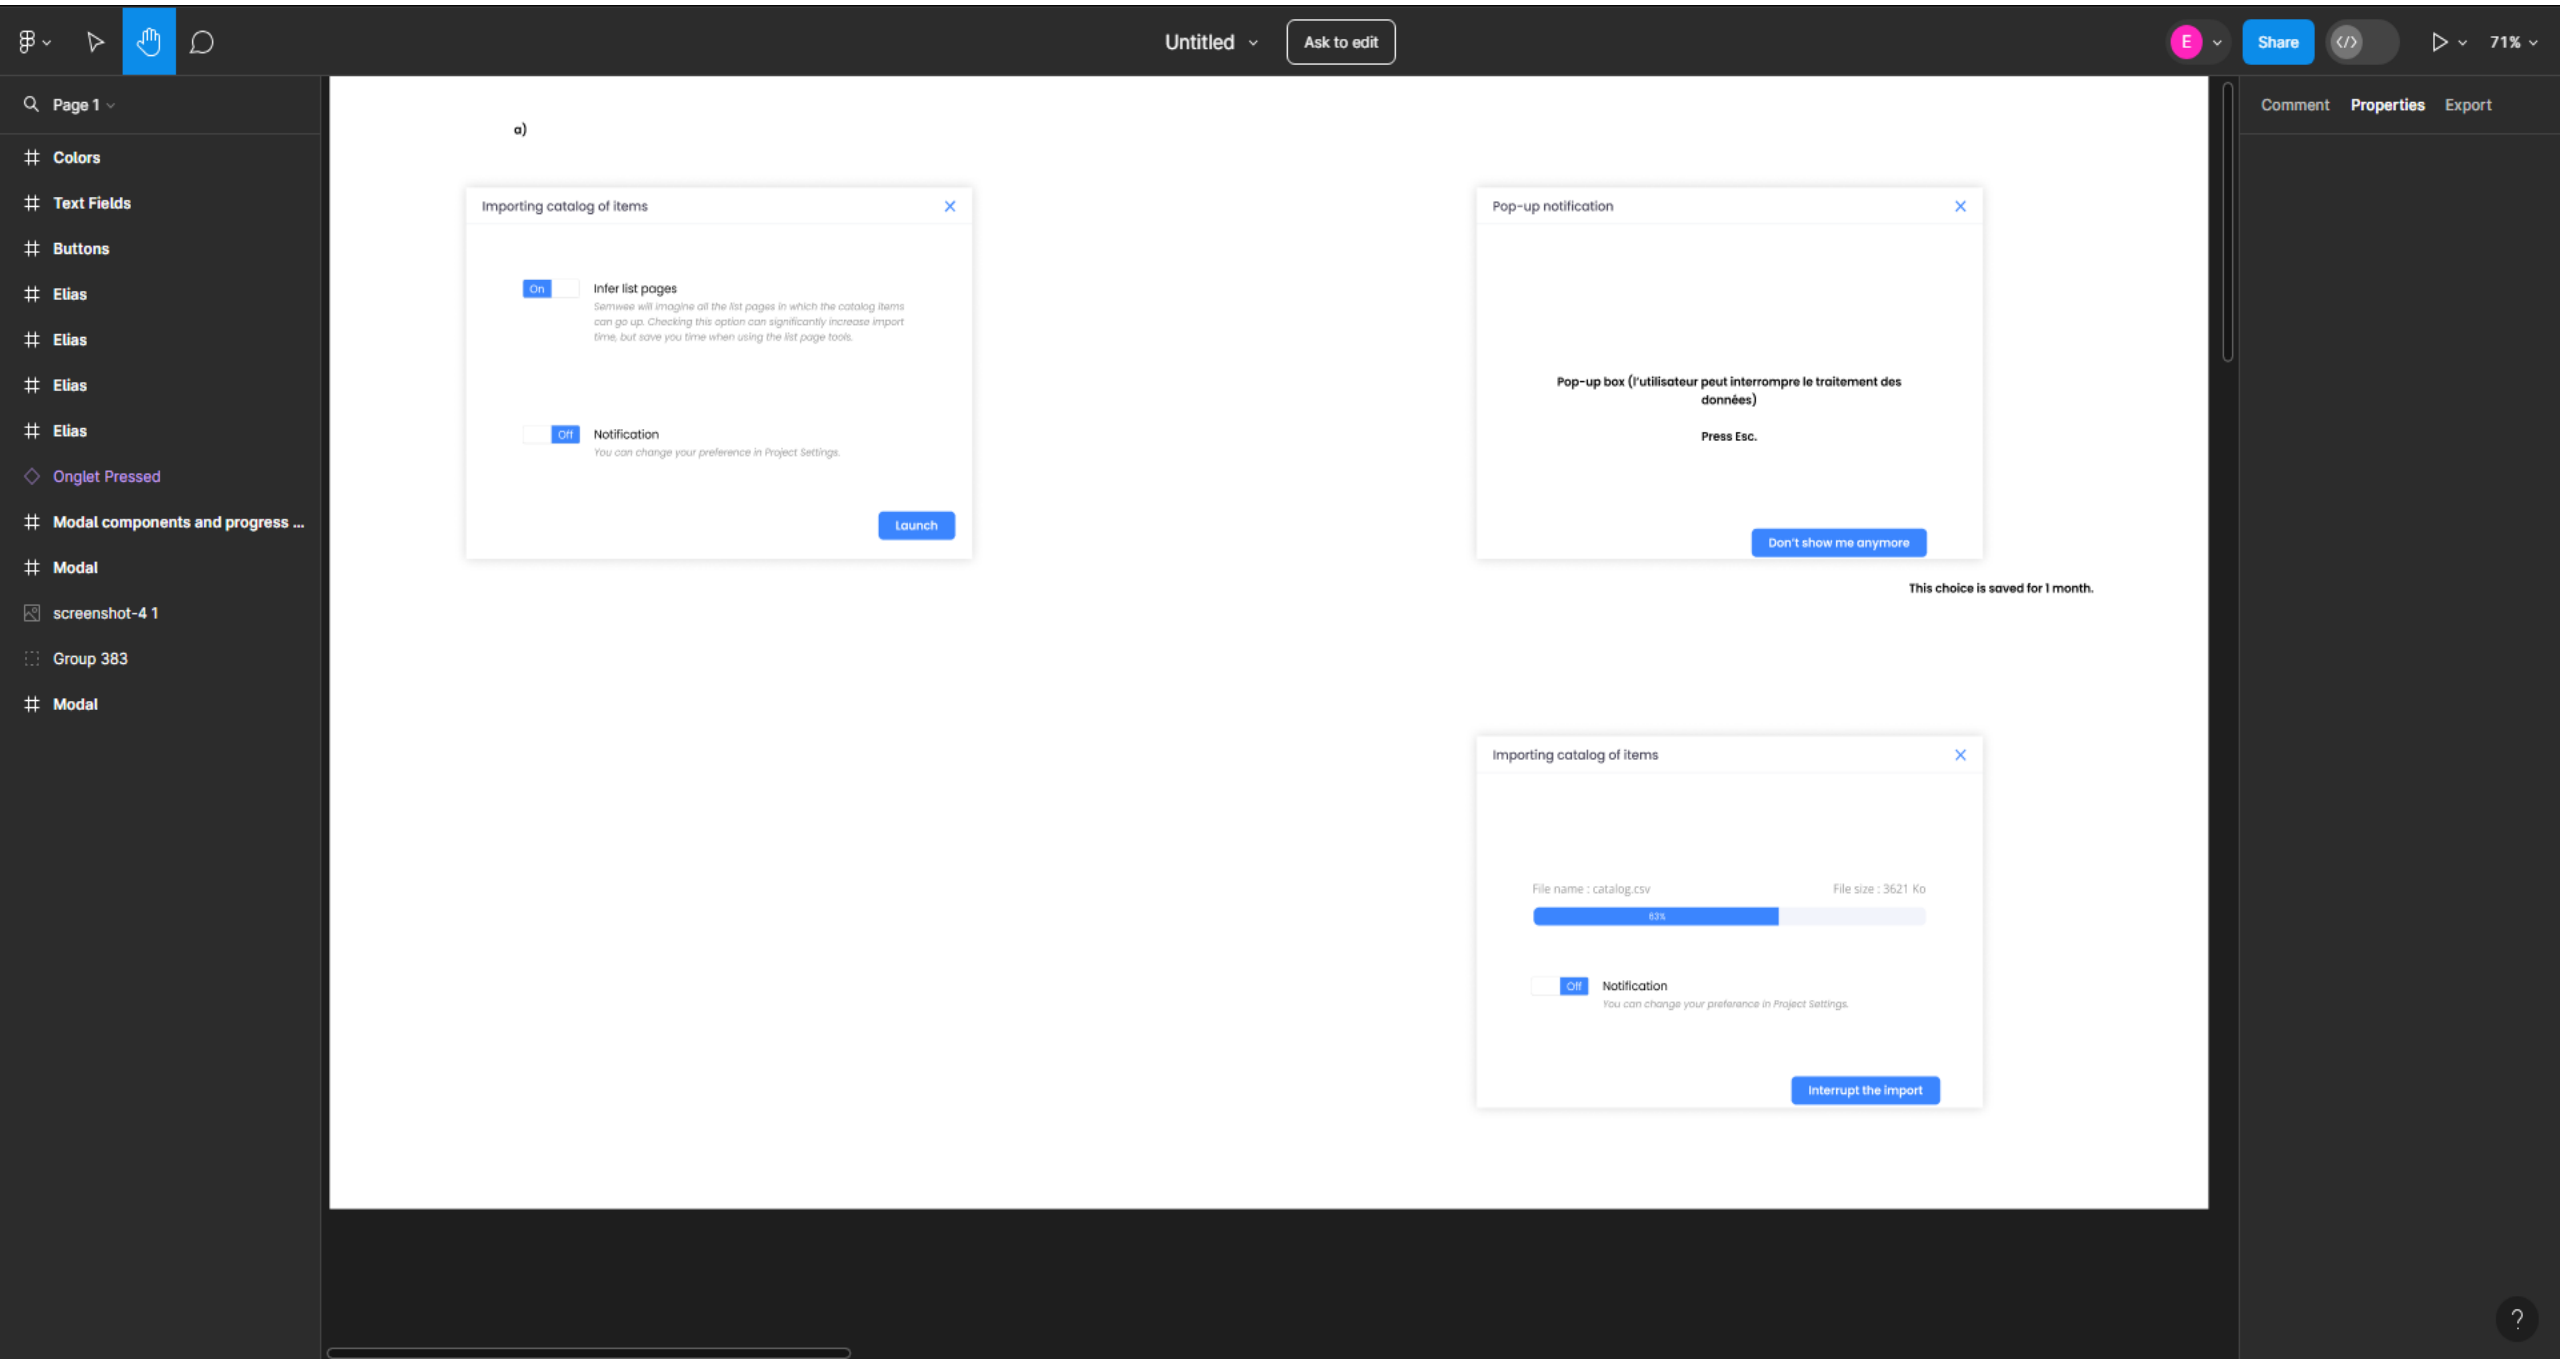 Untitled
Ask to edit
E
Share
71%
Page 1
Colors
Text Fields
Buttons
Elias
Elias
Elias
Elias
Onglet Pressed
Modal components and progress ...
Modal
screenshot-4 1
Group 383
Modal
a)
Importing catalog of items
On
Infer list pages
Semwee will imagine all the list pages in which the catalog items
can go up. Checking this option can significantly increase import
time, but save you time when using the list page tools.
Off
Notification
You can change your preference in Project Settings.
Launch
Pop-up notification
Pop-up box (l'utilisateur peut interrompre le traitement des
données)
Press Esc.
Don't show me anymore
This choice is saved for 1 month.
Importing catalog of items
File name : catalog.csv
File size : 3621 Ko
63%
Off
Notification
You can change your preference in Project Settings.
Interrupt the import
Comment
Properties
Export
?